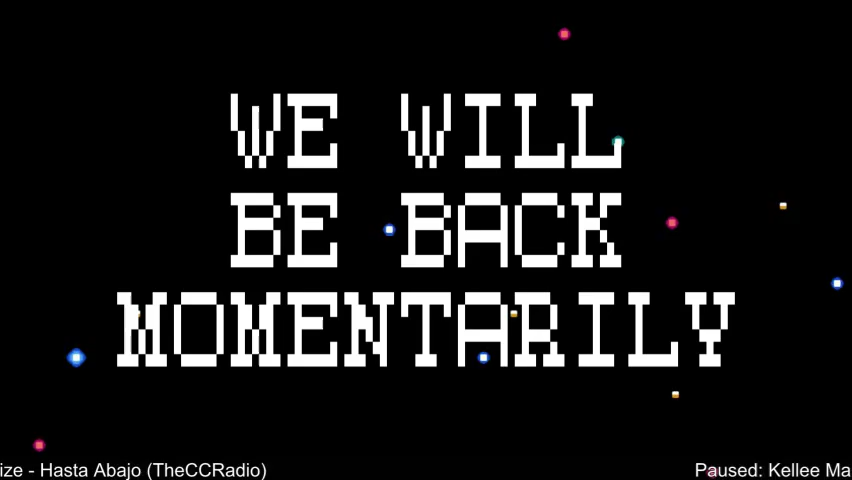 WE WILL
BE BACK
MOMENTARILY
ize - Hasta Abajo (TheCCRadio)
Paused: Kellee Ma